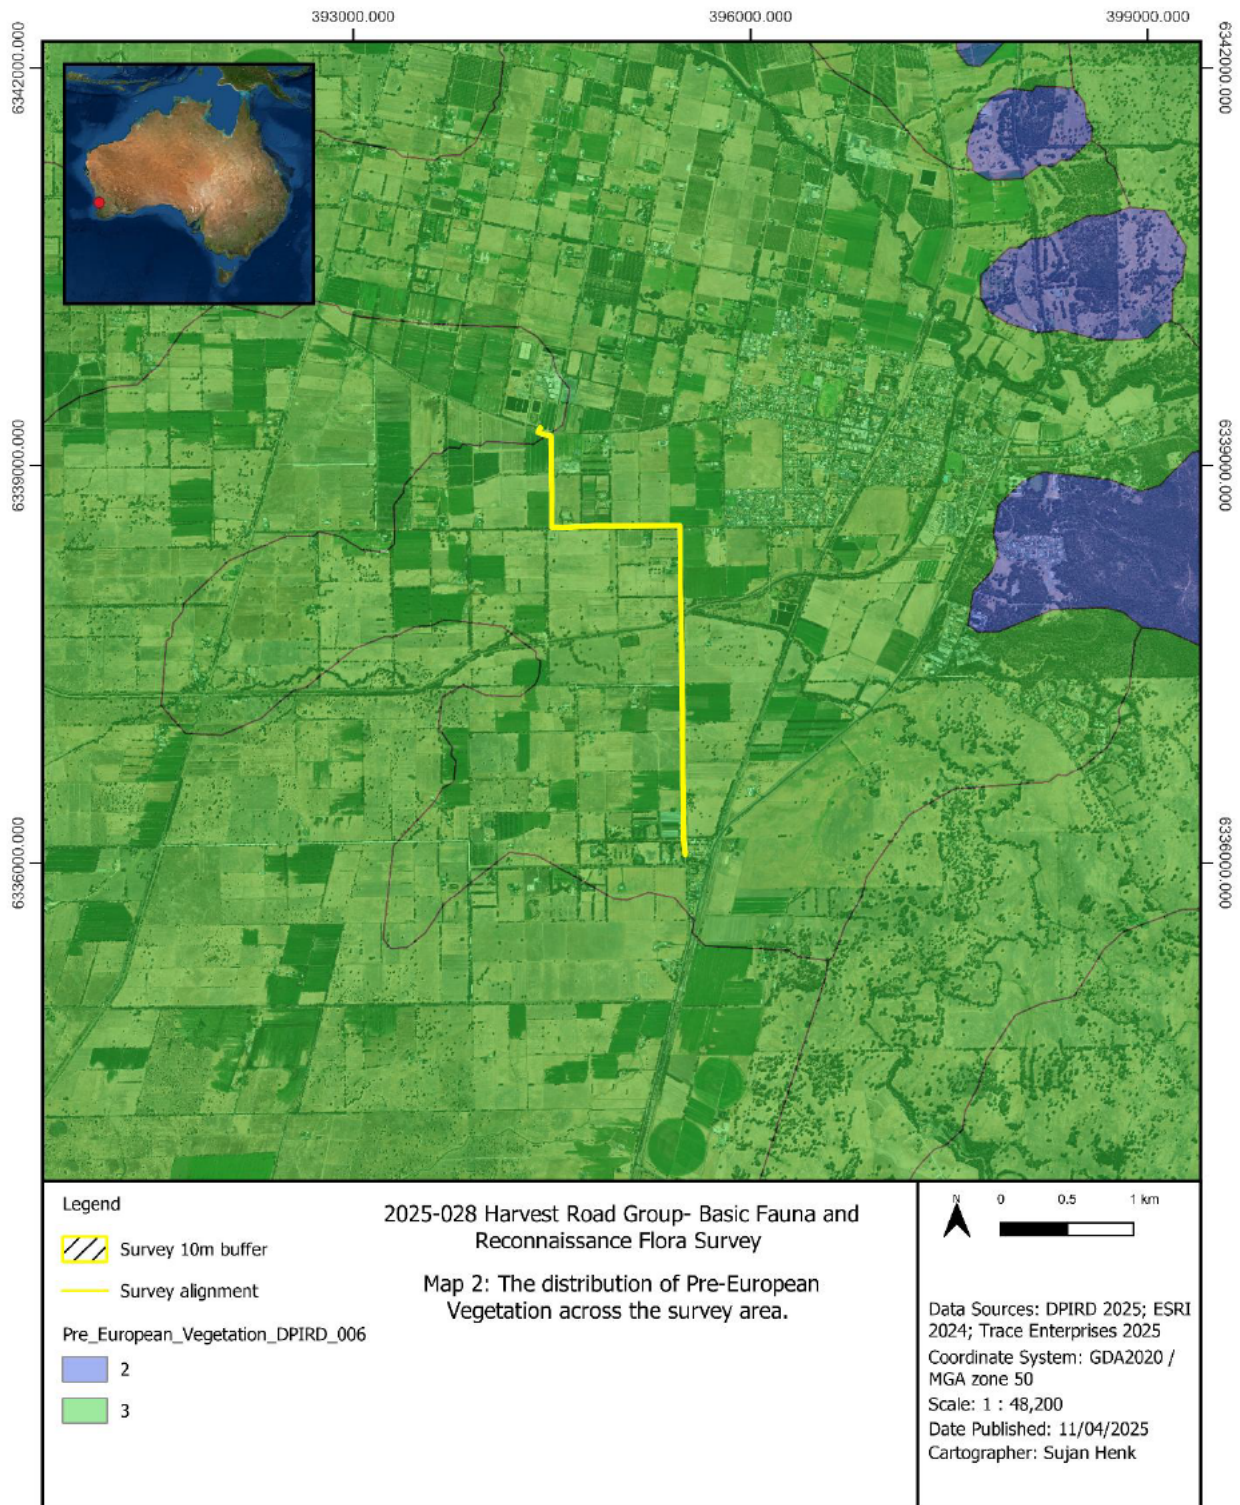 393000.000
396000.000
399000.000
6342000.000
6342000.000
6339000.000
6339000.000
6336000.000
6336000.000
Legend
Survey 10m buffer
Survey alignment
Pre_European_Vegetation_DPIRD_006
2
3
2025-028 Harvest Road Group- Basic Fauna and
Reconnaissance Flora Survey
Map 2: The distribution of Pre-European
Vegetation across the survey area.
N
0 0.5 1 km
Data Sources: DPIRD 2025; ESRI
2024; Trace Enterprises 2025
Coordinate System: GDA2020 /
MGA zone 50
Scale: 1 : 48,200
Date Published: 11/04/2025
Cartographer: Sujan Henk